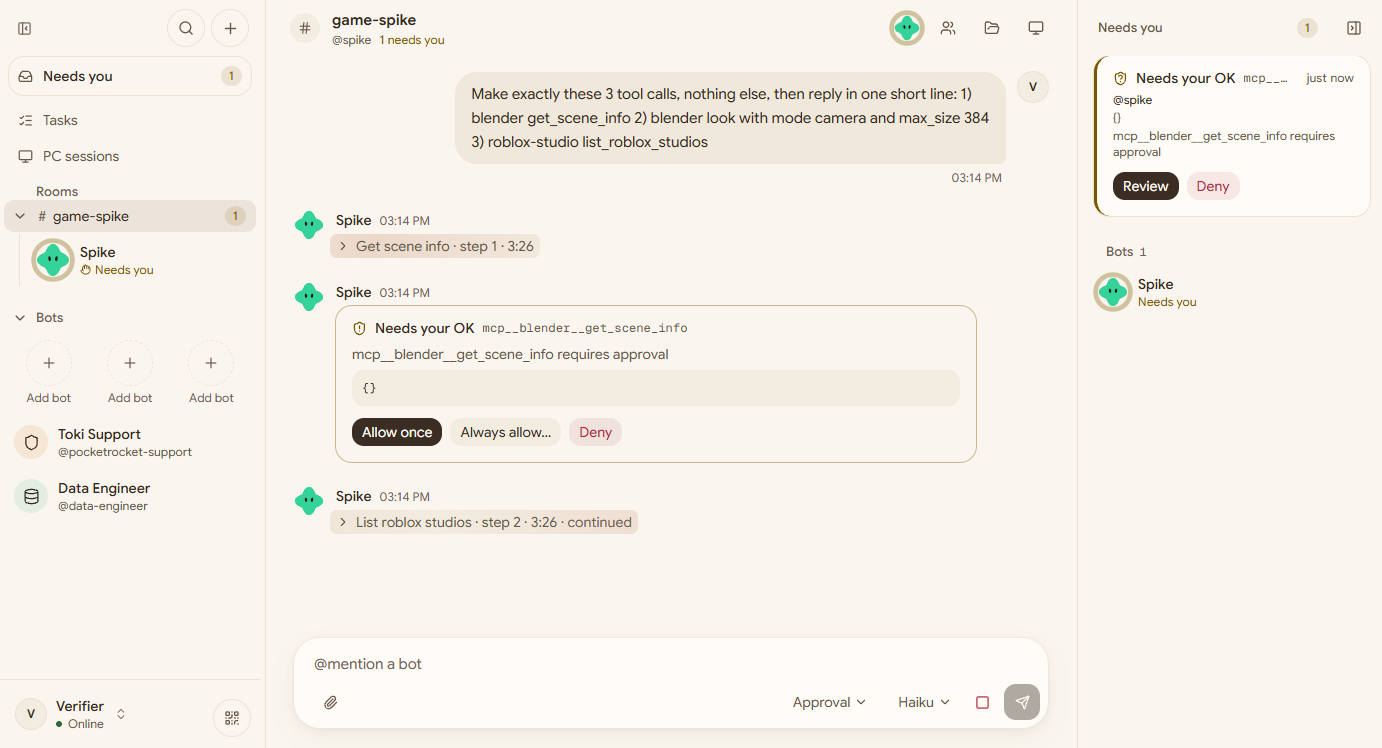 Needs you
1
Tasks
PC sessions
Rooms
# game-spike
1
Spike
Needs you
Bots
Add bot
Add bot
Add bot
Toki Support
@pocketrocket-support
Data Engineer
@data-engineer
V
Verifier
Online
#
game-spike
@spike 1 needs you
Make exactly these 3 tool calls, nothing else, then reply in one short line: 1)
blender get_scene_info 2) blender look with mode camera and max_size 384
3) roblox-studio list_roblox_studios
V
03:14 PM
Spike 03:14 PM
Get scene info · step 1 · 3:26
Spike 03:14 PM
Needs your OK mcp__blender__get_scene_info
mcp__blender__get_scene_info requires approval
{}
Allow once
Always allow...
Deny
Spike 03:14 PM
List roblox studios · step 2 · 3:26 · continued
@mention a bot
Approval
Haiku
Needs you
1
Needs your OK mcp__… just now
@spike
{}
mcp__blender__get_scene_info requires
approval
Review
Deny
Bots 1
Spike
Needs you